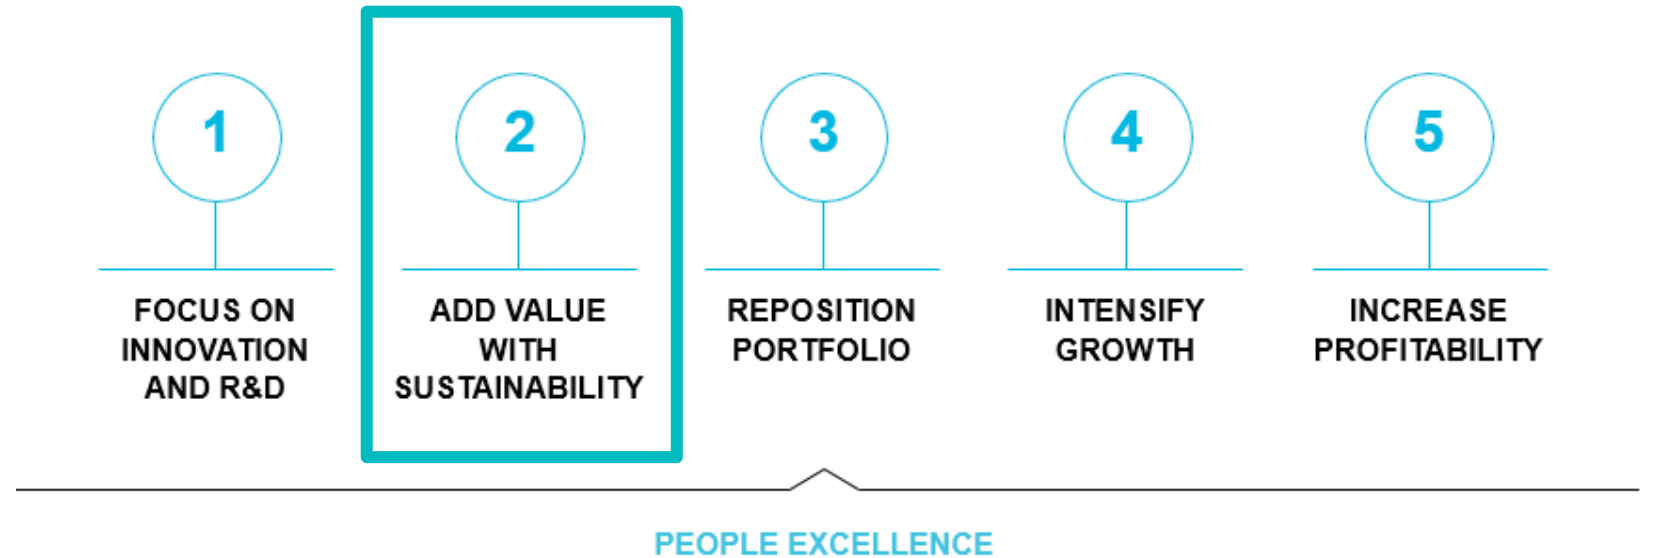 1
FOCUS ON
INNOVATION
AND R&D
2
ADD VALUE
WITH
SUSTAINABILITY
3
REPOSITION
PORTFOLIO
4
INTENSIFY
GROWTH
5
INCREASE
PROFITABILITY
PEOPLE EXCELLENCE